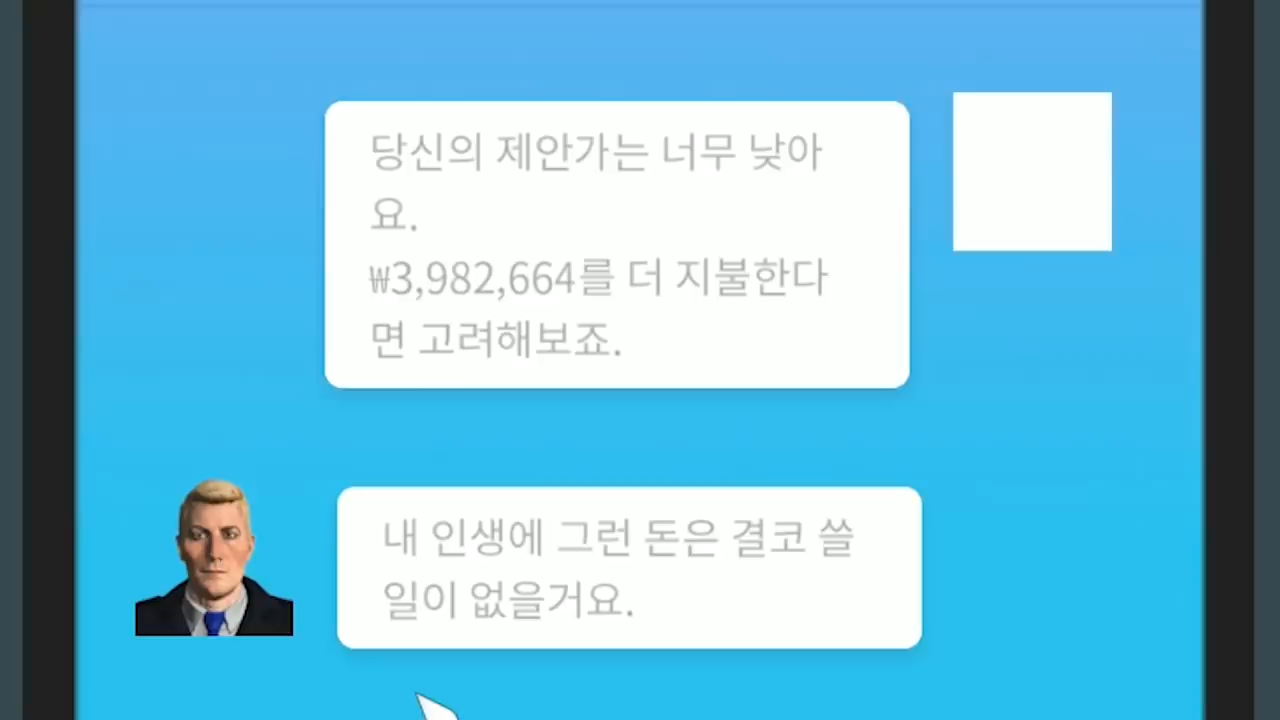 당신의 제안가는 너무 낮아
요.
₩3,982,664를 더 지불한다
면 고려해보죠.
내 인생에 그런 돈은 결코 쓸
일이 없을거요.